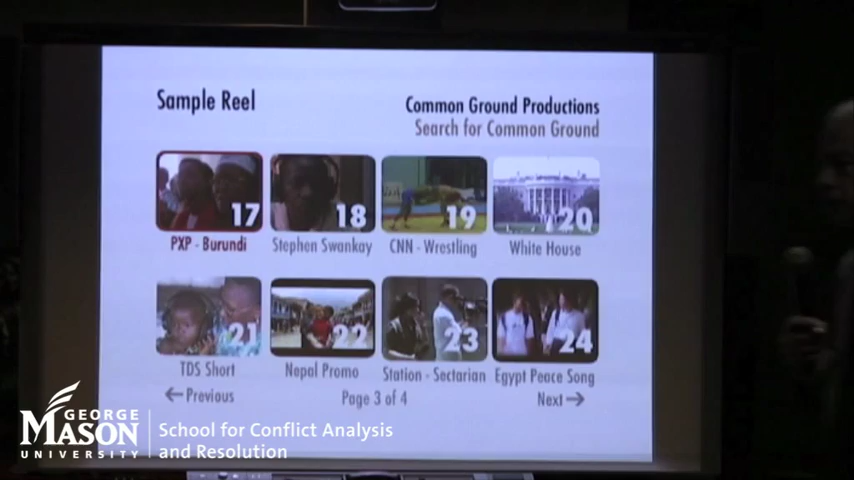 Sample Reel
Common Ground Productions
Search for Common Ground
17
18
19
20
PXP - Burundi
Stephen Swankay
CNN - Wrestling
White House
21
22
23
24
TDS Short
Nepal Promo
Station - Sectarian
Egypt Peace Song
←Previous
Page 3 of 4
Next→
GEORGE
MASON
UNIVERSITY
School for Conflict Analysis
and Resolution